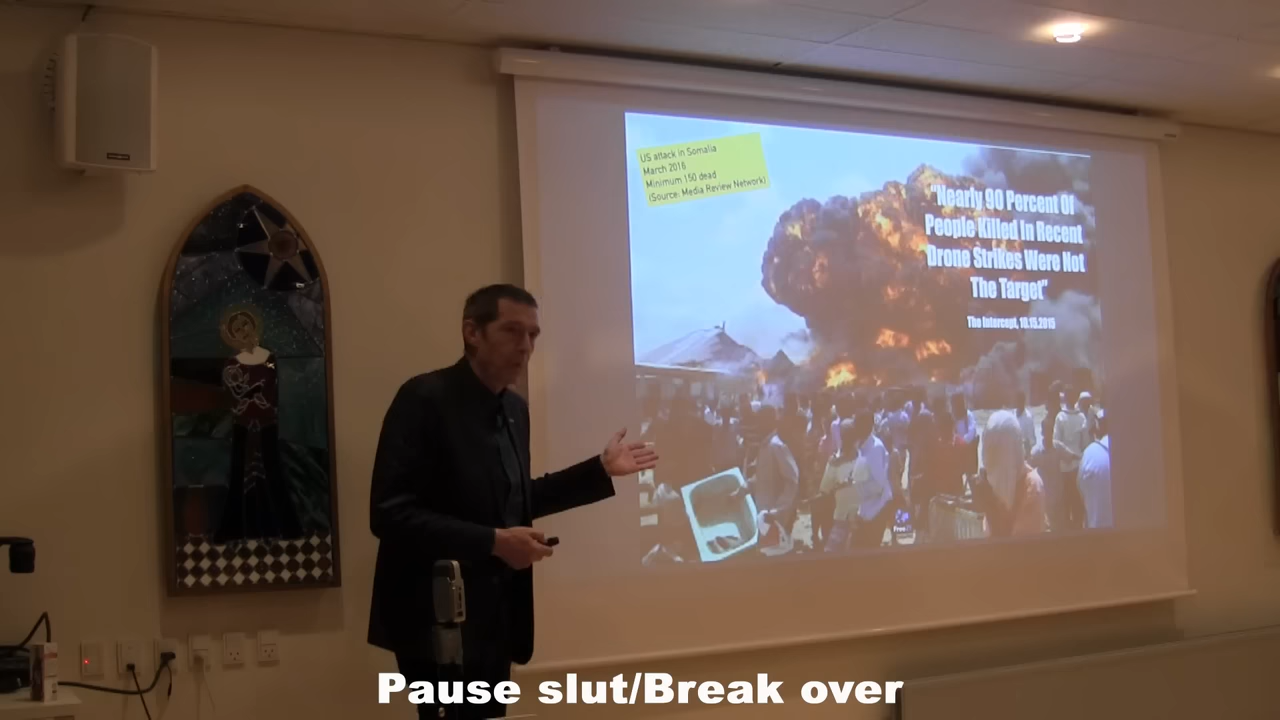 US attack in Somalia
March 2016
Minimum 150 dead
(Source: Media Review Network)
"Nearly 90 Percent Of
People Killed In Recent
Drone Strikes Were Not
The Target"
The Intercept, 10.15.2015
Pause slut/Break over